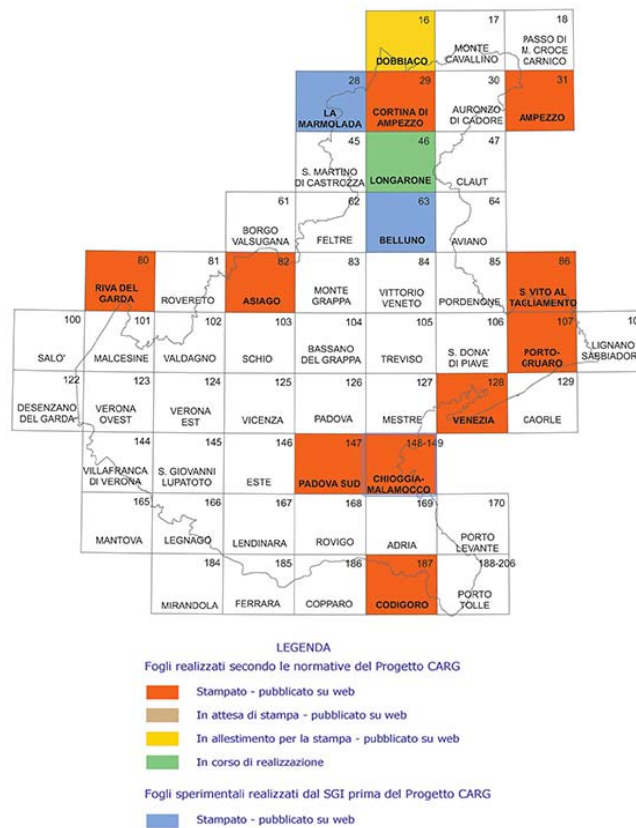 16
DOBBIACO
17
MONTE
CAVALLINO
18
PASSO DI
M. CROCE
CARNICO
28
LA
MARMOLADA
29
CORTINA DI
AMPEZZO
30
AURONZO
DI CADORE
31
AMPEZZO
45
S. MARTINO
DI CASTROZZA
46
LONGARONE
47
CLAUT
61
BORGO
VALSUGANA
62
FELTRE
63
BELLUNO
64
AVIANO
80
RIVA DEL
GARDA
81
ROVERETO
82
ASIAGO
83
MONTE
GRAPPA
84
VITTORIO
VENETO
85
PORDENONE
86
S. VITO AL
TAGLIAMENTO
100
SALO'
101
MALCESINE
102
VALDAGNO
103
SCHIO
104
BASSANO
DEL GRAPPA
105
TREVISO
106
S. DONA'
DI PIAVE
107
PORTO-
GRUARO
10
LIGNANO
SABBIADOR
122
DESENZANO
DEL GARDA
123
VERONA
OVEST
124
VERONA
EST
125
VICENZA
126
PADOVA
127
MESTRE
128
VENEZIA
129
CAORLE
144
VILLAFRANCA
DI VERONA
145
S. GIOVANNI
LUPATOTO
146
ESTE
147
PADOVA SUD
148-149
CHIOGGIA-
MALAMOCCO
165
MANTOVA
166
LEGNAGO
167
LENDINARA
168
ROVIGO
169
ADRIA
170
PORTO
LEVANTE
184
MIRANDOLA
185
FERRARA
186
COPPARO
187
CODIGORO
188-206
PORTO
TOLLE
LEGENDA
Fogli realizzati secondo le normative del Progetto CARG
Stampato - pubblicato su web
In attesa di stampa - pubblicato su web
In allestimento per la stampa - pubblicato su web
In corso di realizzazione
Fogli sperimentali realizzati dal SGI prima del Progetto CARG
Stampato - pubblicato su web